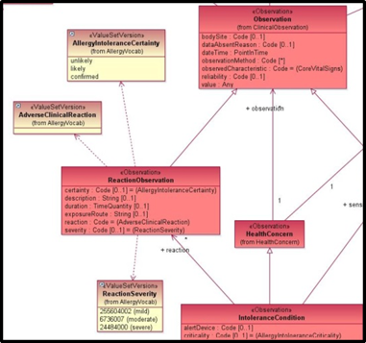 «Observation»
Observation
(from ClinicalObservation)
bodySite : Code [0..1]
dataAbsentReason : Code [0..1]
dateTime : PointInTime
observationMethod : Code [*]
observedCharacteristic : Code = (CoreVitalSigns)
reliability : Code [0..1]
value : Any
«ValueSetVersion»
AllergyIntoleranceCertainty
(from AllergyVocab)
unlikely
likely
confirmed
«ValueSetVersion»
AdverseClinicalReaction
(from AllergyVocab)
+ observation
*
«Observation»
ReactionObservation
certainty : Code [0..1] = (AllergyIntoleranceCertainty)
description : String [0..1]
duration : TimeQuantity [0..1]
exposureRoute : String [0..1]
reaction : Code = (AdverseClinicalReaction)
severity : Code [0..1] = (ReactionSeverity)
1
1
+ sens
«Observation»
HealthConcern
(from HealthConcern)
*
+ reaction
«ValueSetVersion»
ReactionSeverity
(from AllergyVocab)
255604002 (mild)
6736007 (moderate)
24484000 (severe)
«Observation»
IntoleranceCondition
alertDevice : Code [0..1]
criticality : Code [0..1] = (AllergyIntoleranceCriticality)